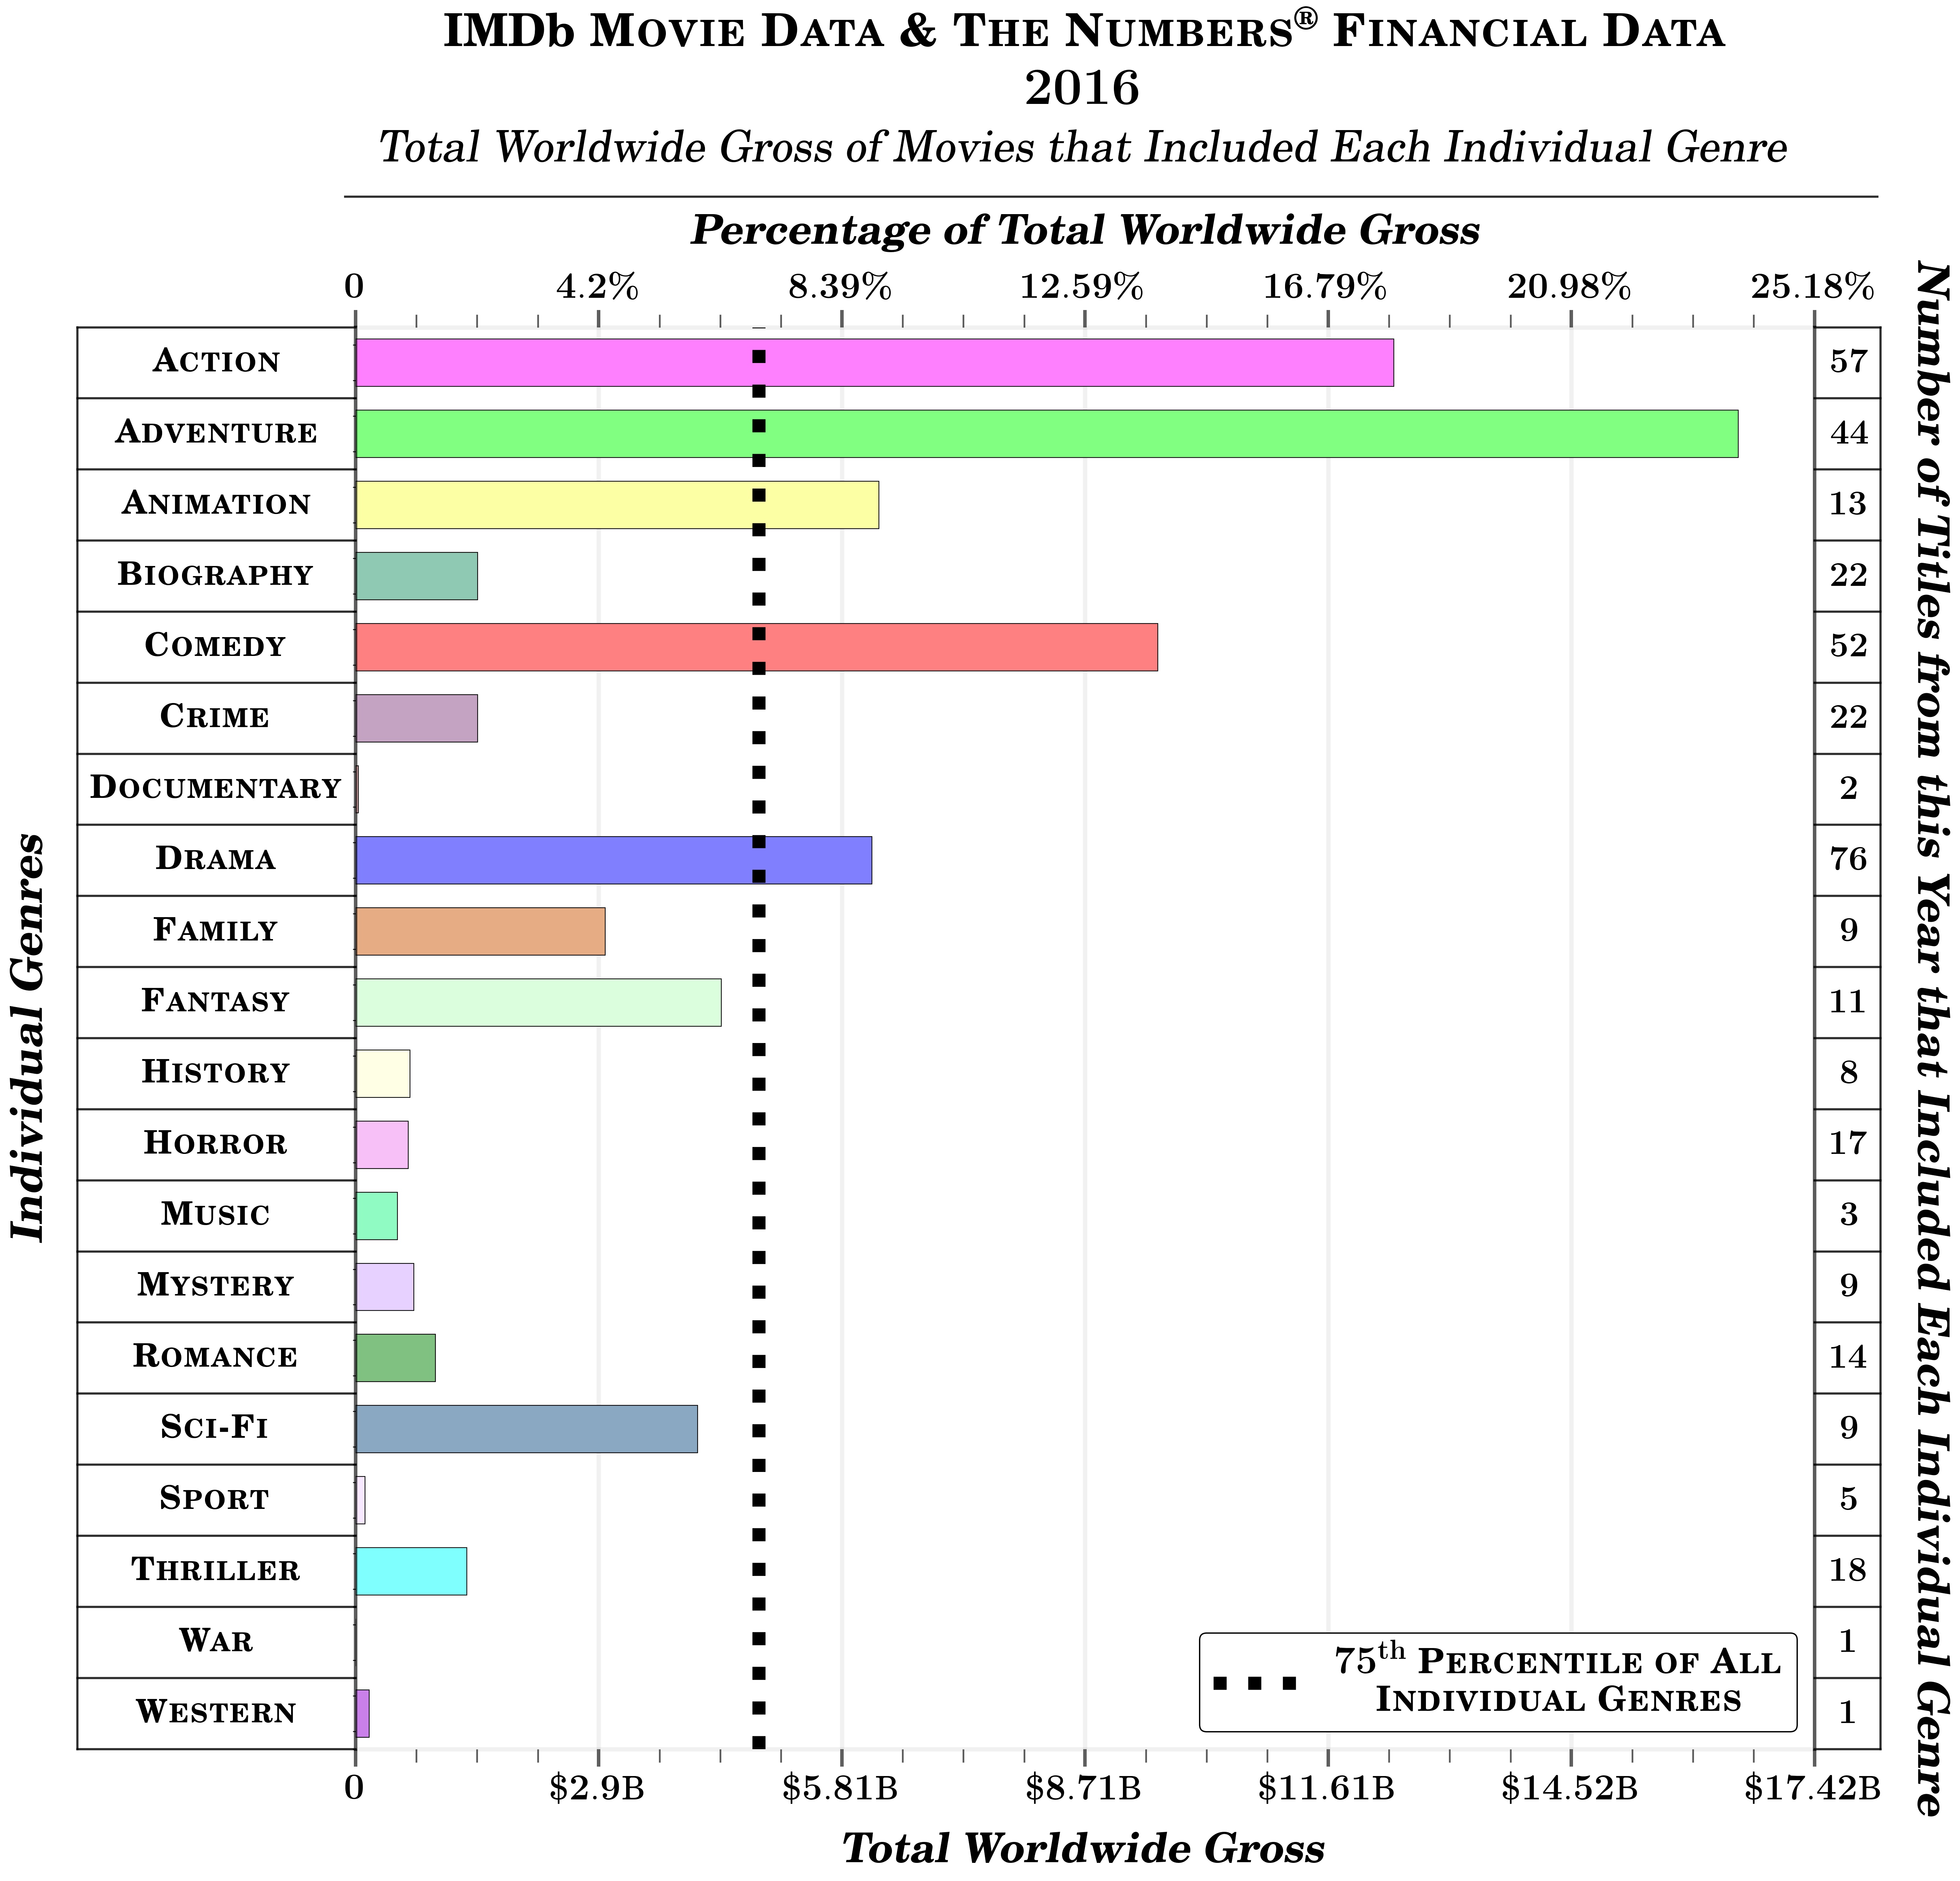 IMDb Movie Data & The Numbers® Financial Data
2016
Total Worldwide Gross of Movies that Included Each Individual Genre
Percentage of Total Worldwide Gross
0 4.2% 8.39% 12.59% 16.79% 20.98% 25.18%
Action 57
Adventure 44
Animation 13
Biography 22
Comedy 52
Crime 22
Documentary 2
Drama 76
Family 9
Fantasy 11
History 8
Horror 17
Music 3
Mystery 9
Romance 14
Sci-Fi 9
Sport 5
Thriller 18
War 1
Western 1
75th Percentile of All
Individual Genres
0 $2.9B $5.81B $8.71B $11.61B $14.52B $17.42B
Total Worldwide Gross
Individual Genres
Number of Titles from this Year that Included Each Individual Genre